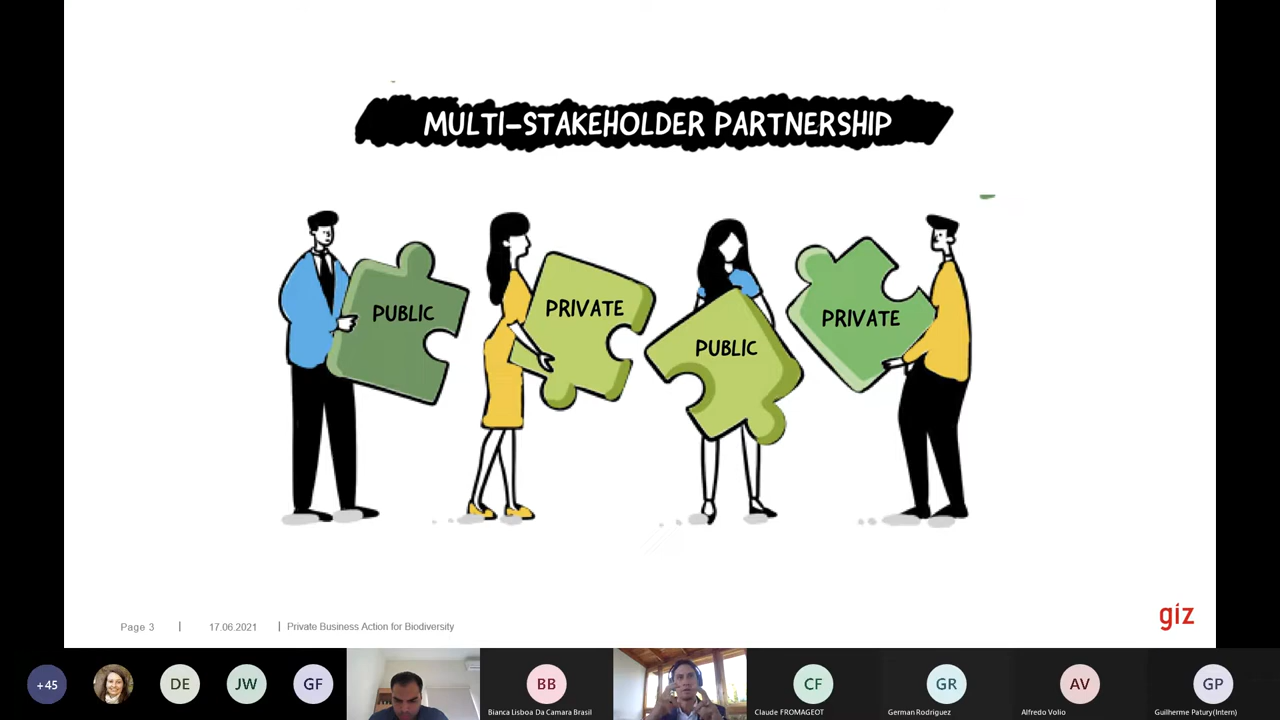 MULTI-STAKEHOLDER PARTNERSHIP
PUBLIC
PRIVATE
PUBLIC
PRIVATE
Page 3 | 17.06.2021 | Private Business Action for Biodiversity
giz
+45
DE
JW
GF
BB
Bianca Lisboa Da Camara Brasil
CF
Claude FROMAGEOT
GR
German Rodriguez
AV
Alfredo Volio
GP
Guilherme Patury(Intern)